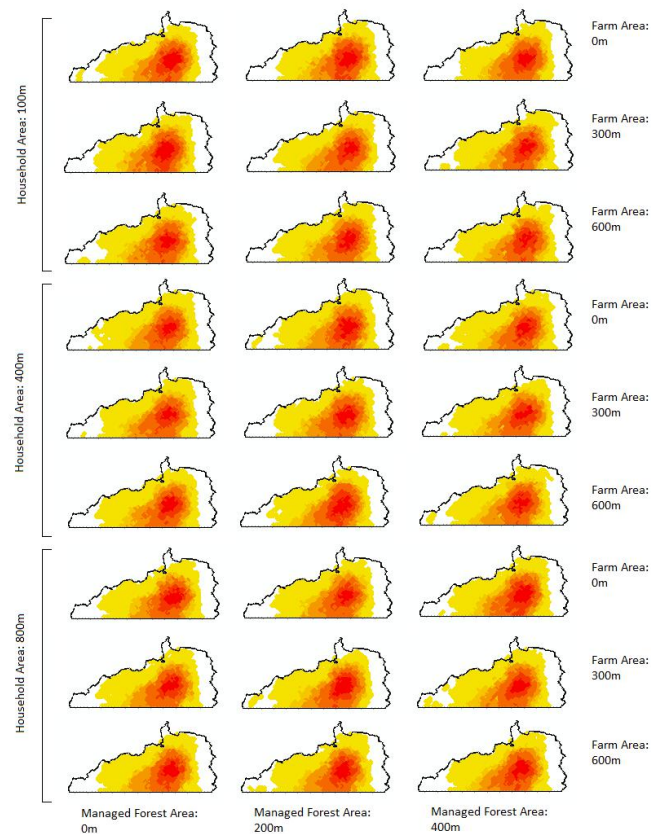 Farm Area:
0m
Household Area: 100m
Farm Area:
300m
Farm Area:
600m
Farm Area:
0m
Household Area: 400m
Farm Area:
300m
Farm Area:
600m
Farm Area:
0m
Household Area: 800m
Farm Area:
300m
Farm Area:
600m
Managed Forest Area:
0m
Managed Forest Area:
200m
Managed Forest Area:
400m